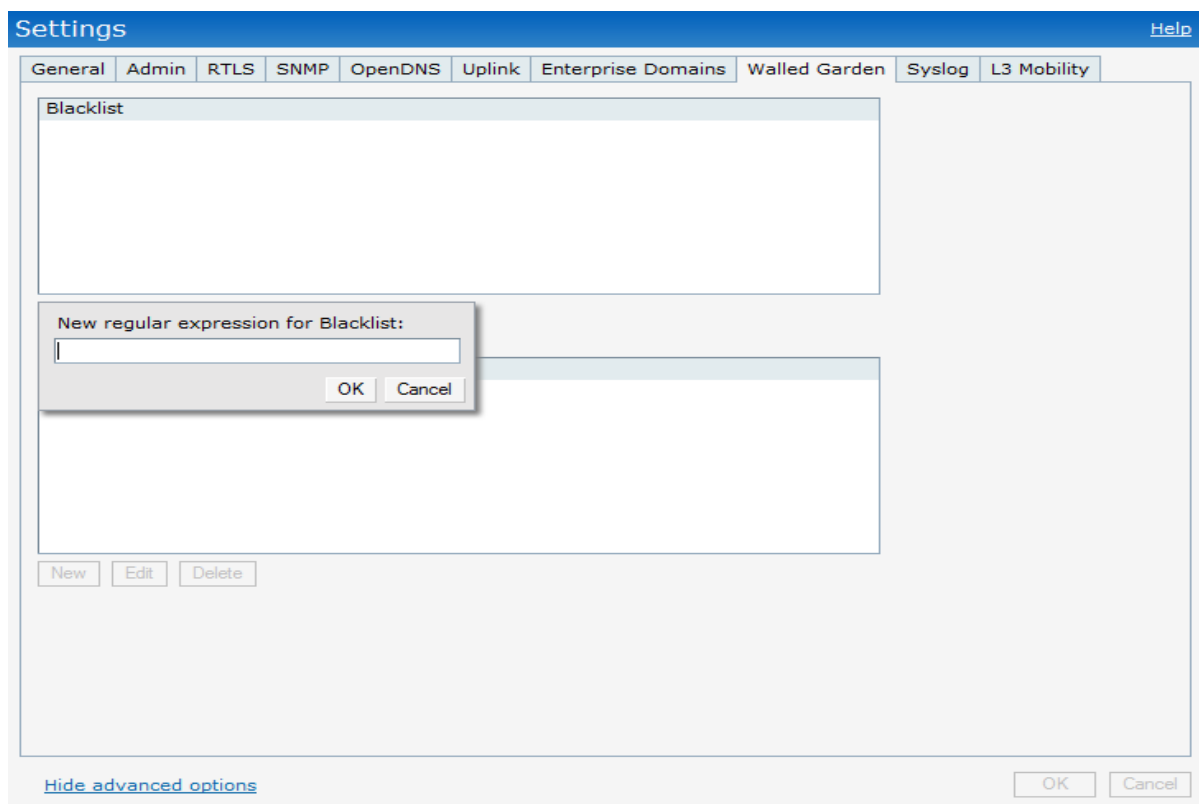 Settings
Help
General Admin RTLS SNMP OpenDNS Uplink Enterprise Domains Walled Garden Syslog L3 Mobility
Blacklist
New regular expression for Blacklist:
OK Cancel
New Edit Delete
Hide advanced options
OK Cancel